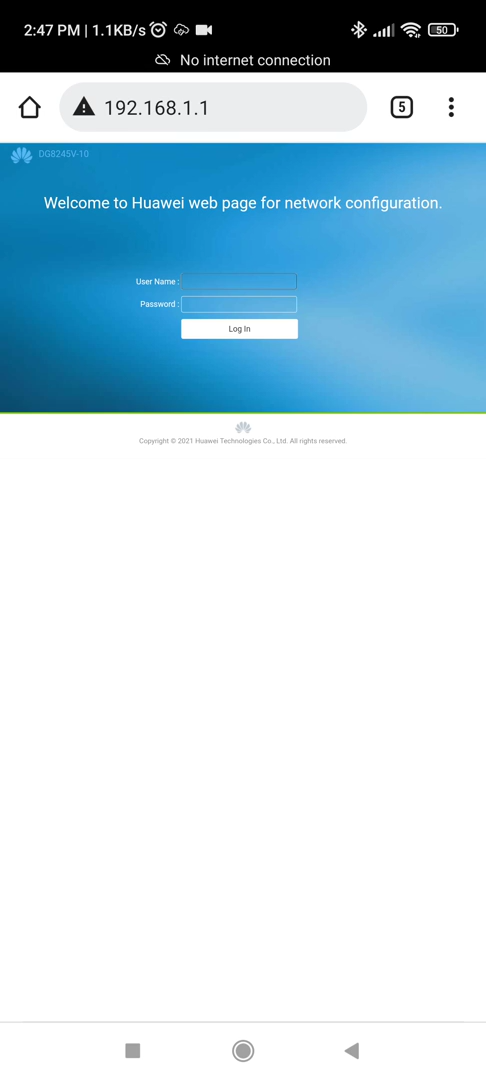 2:47 PM | 1.1KB/s
50
No internet connection
192.168.1.1
5
DG8245V-10
Welcome to Huawei web page for network configuration.
User Name :
Password :
Log In
Copyright © 2021 Huawei Technologies Co., Ltd. All rights reserved.